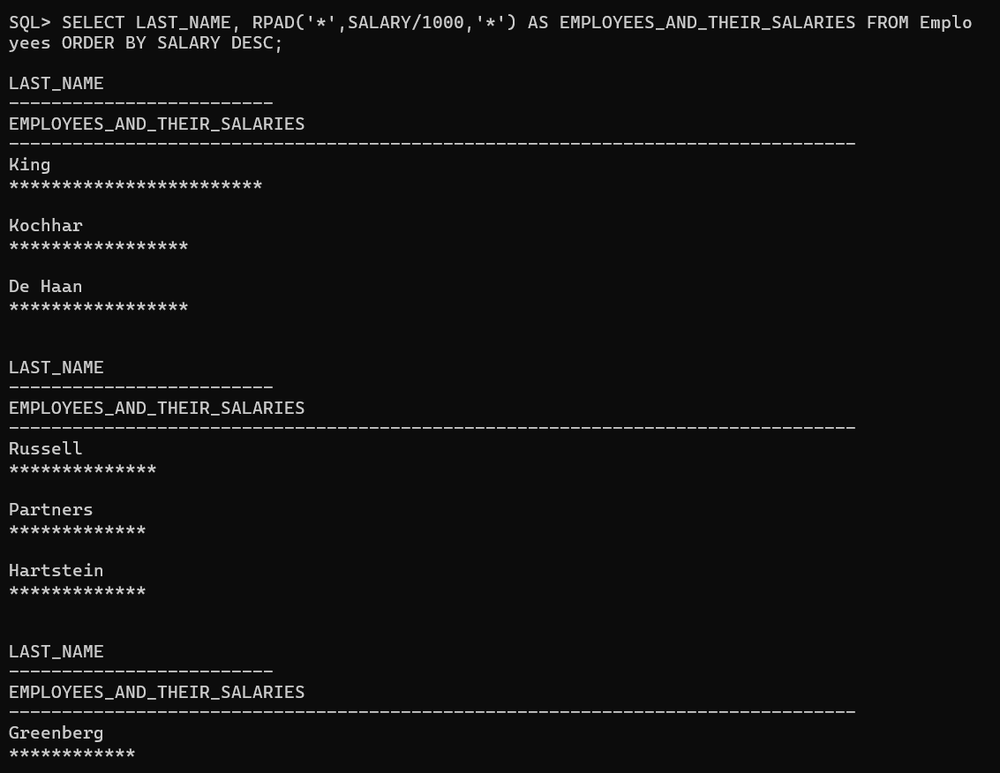 SQL> SELECT LAST_NAME, RPAD('*',SALARY/1000,'*') AS EMPLOYEES_AND_THEIR_SALARIES FROM Emplo
yees ORDER BY SALARY DESC;
LAST_NAME
-------------------------
EMPLOYEES_AND_THEIR_SALARIES
--------------------------------------------------------------------------------
King
************************
Kochhar
*****************
De Haan
*****************
LAST_NAME
-------------------------
EMPLOYEES_AND_THEIR_SALARIES
--------------------------------------------------------------------------------
Russell
**************
Partners
*************
Hartstein
*************
LAST_NAME
-------------------------
EMPLOYEES_AND_THEIR_SALARIES
--------------------------------------------------------------------------------
Greenberg
************